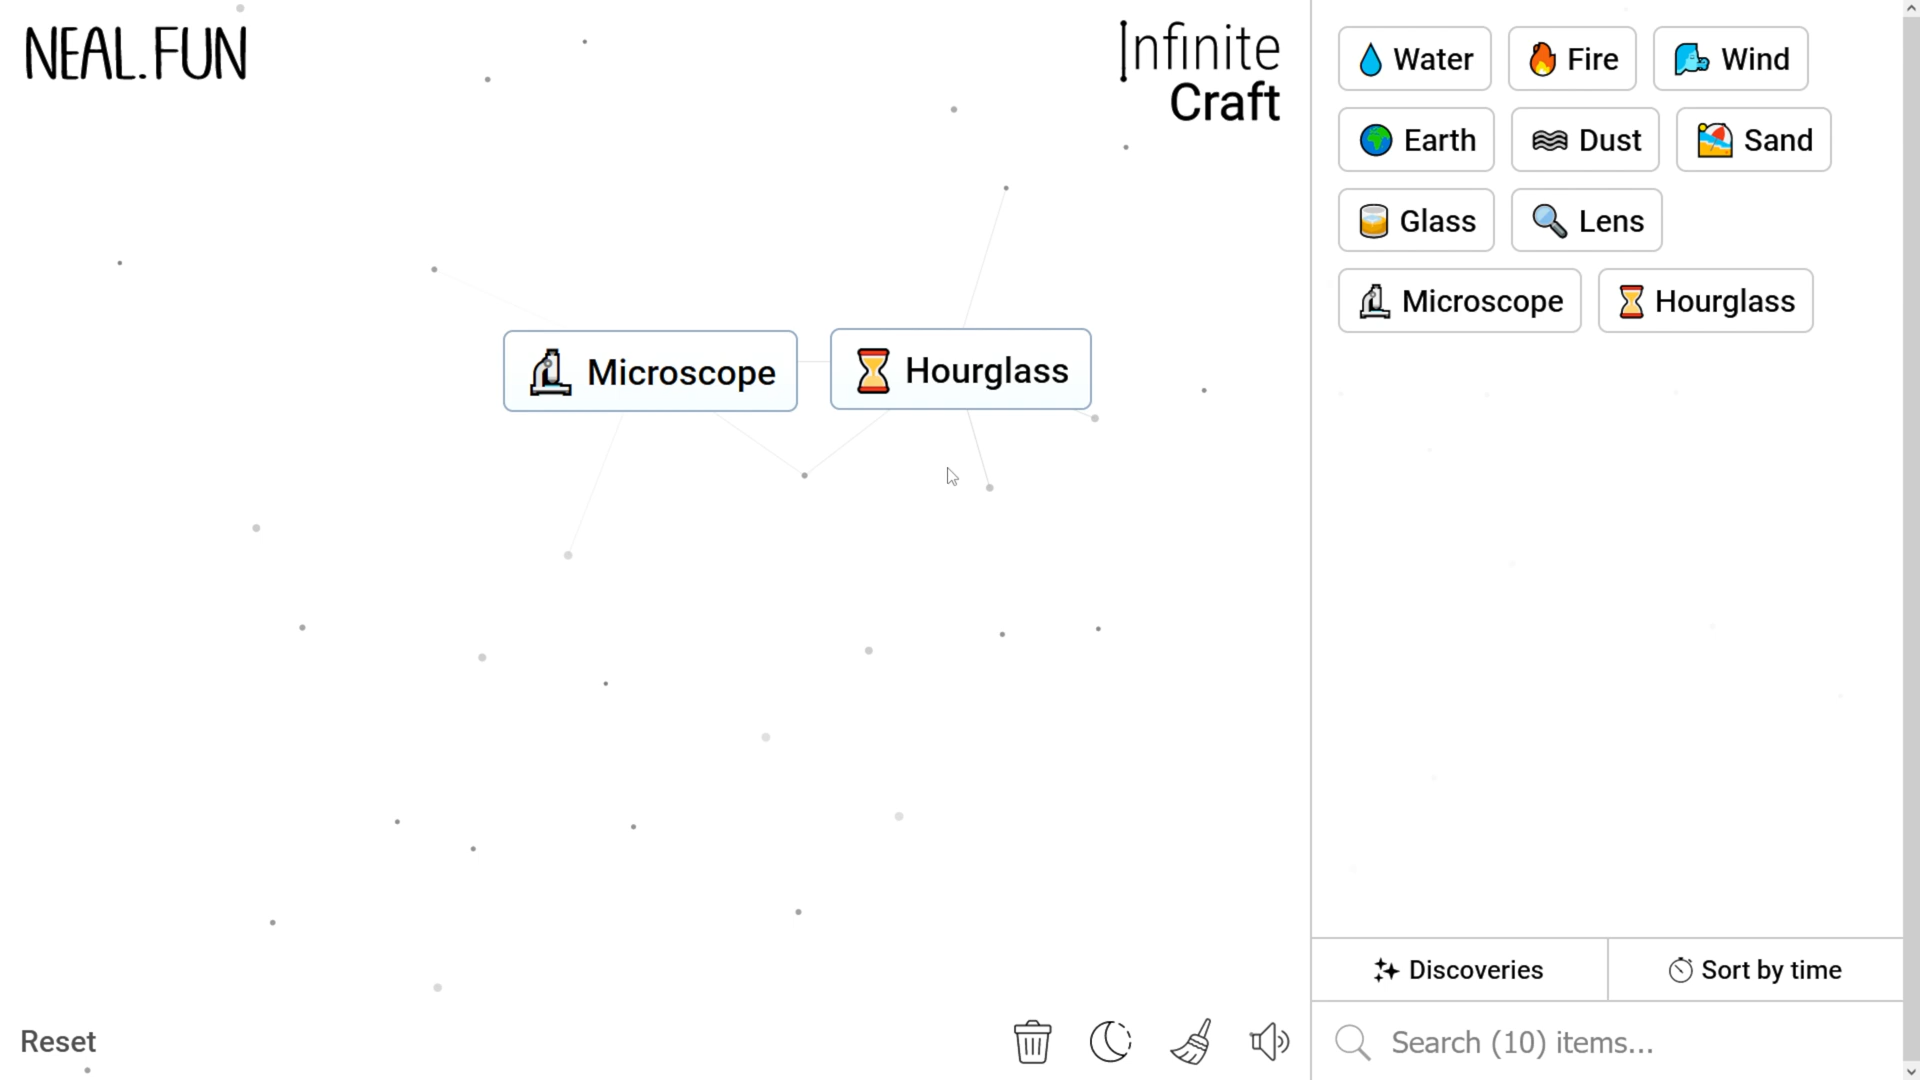 NEAL.FUN
Infinite
Craft
Water
Fire
Wind
Earth
Dust
Sand
Glass
Lens
Microscope
Hourglass
Microscope
Hourglass
Discoveries
Sort by time
Reset
Search (10) items...